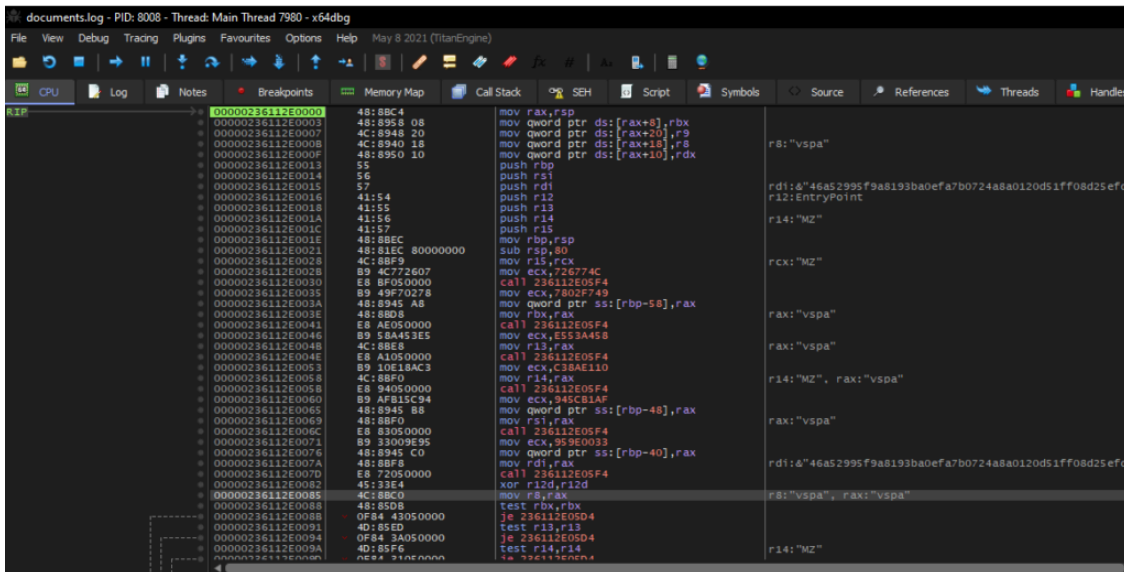 documents.log - PID: 8008 - Thread: Main Thread 7980 - x64dbg
File View Debug Tracing Plugins Favourites Options Help May 8 2021 (TitanEngine)
CPU Log Notes Breakpoints Memory Map Call Stack SEH Script Symbols Source References Threads Handles
RIP 00000236112E0000 48:8BC4 mov rax,rsp
00000236112E0003 48:8958 08 mov qword ptr ds:[rax+8],rbx
00000236112E0007 4C:8948 20 mov qword ptr ds:[rax+20],r9
00000236112E000B 4C:8940 18 mov qword ptr ds:[rax+18],r8 r8:"vspa"
00000236112E000F 48:8950 10 mov qword ptr ds:[rax+10],rdx
00000236112E0013 55 push rbp
00000236112E0014 56 push rsi
00000236112E0015 57 push rdi rdi:&"46a52995f9a8193ba0efa7b0724a8a0120d51ff08d25efc
00000236112E0016 41:54 push r12 r12:EntryPoint
00000236112E0018 41:55 push r13
00000236112E001A 41:56 push r14 r14:"MZ"
00000236112E001C 41:57 push r15
00000236112E001E 48:8BEC mov rbp,rsp
00000236112E0021 48:81EC 80000000 sub rsp,80
00000236112E0028 4C:8BF9 mov r15,rcx rcx:"MZ"
00000236112E002B B9 4C772607 mov ecx,726774C
00000236112E0030 E8 BF050000 call 236112E05F4
00000236112E0035 B9 49F70278 mov ecx,7802F749
00000236112E003A 48:8945 A8 mov qword ptr ss:[rbp-58],rax
00000236112E003E 48:8BD8 mov rbx,rax rax:"vspa"
00000236112E0041 E8 AE050000 call 236112E05F4
00000236112E0046 B9 58A453E5 mov ecx,E553A458
00000236112E004B 4C:8BE8 mov r13,rax rax:"vspa"
00000236112E004E E8 A1050000 call 236112E05F4
00000236112E0053 B9 10E18AC3 mov ecx,C38AE110
00000236112E0058 4C:8BF0 mov r14,rax r14:"MZ", rax:"vspa"
00000236112E005B E8 94050000 call 236112E05F4
00000236112E0060 B9 AFB15C94 mov ecx,945CB1AF
00000236112E0065 48:8945 B8 mov qword ptr ss:[rbp-48],rax
00000236112E0069 48:8BF0 mov rsi,rax rax:"vspa"
00000236112E006C E8 83050000 call 236112E05F4
00000236112E0071 B9 33009E95 mov ecx,959E0033
00000236112E0076 48:8945 C0 mov qword ptr ss:[rbp-40],rax
00000236112E007A 48:8BF8 mov rdi,rax rdi:&"46a52995f9a8193ba0efa7b0724a8a0120d51ff08d25efc
00000236112E007D E8 72050000 call 236112E05F4
00000236112E0082 45:33E4 xor r12d,r12d
00000236112E0085 4C:8BC0 mov r8,rax r8:"vspa", rax:"vspa"
00000236112E0088 48:85DB test rbx,rbx
00000236112E008B 0F84 43050000 je 236112E05D4
00000236112E0091 4D:85ED test r13,r13
00000236112E0094 0F84 3A050000 je 236112E05D4
00000236112E009A 4D:85F6 test r14,r14 r14:"MZ"
00000236112E009D 0F84 31050000 je 236112E05D4